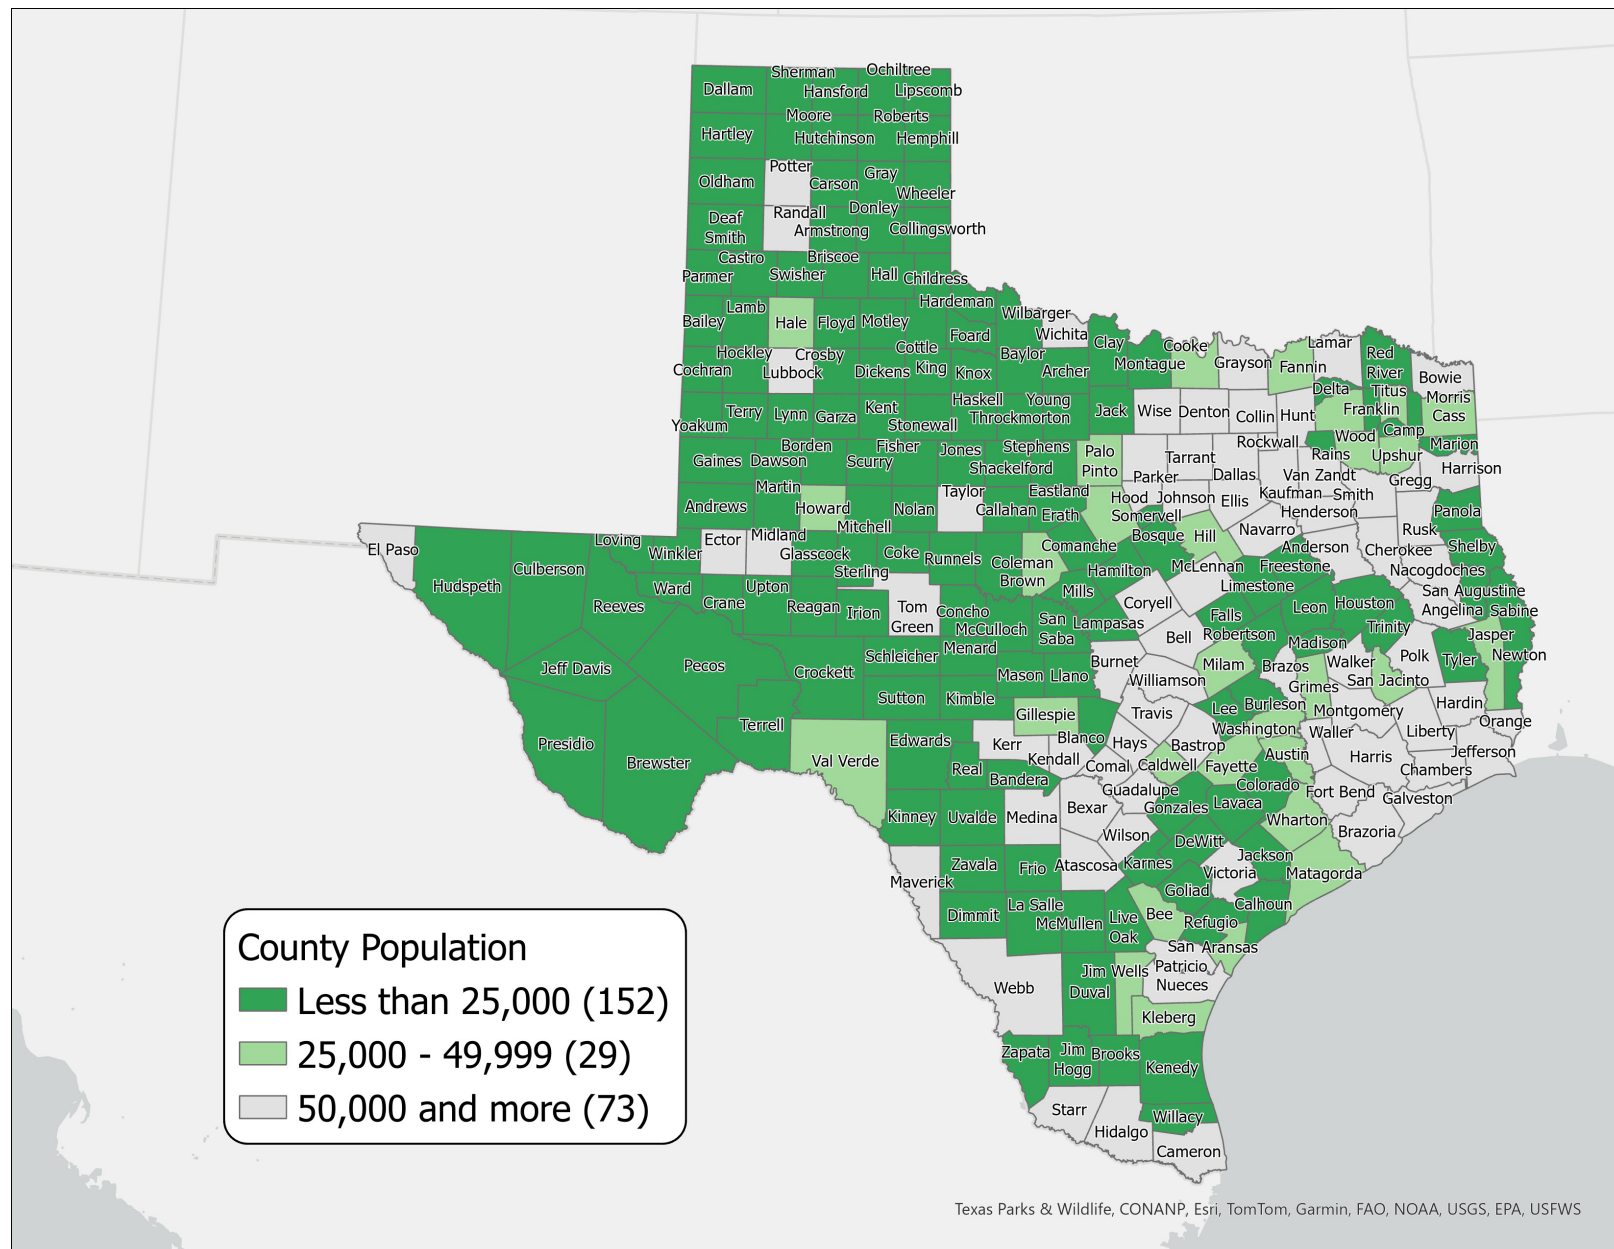 Sherman
Ochiltree
Dallam
Hansford
Lipscomb
Moore
Roberts
Hartley
Hutchinson
Hemphill
Potter
Oldham
Carson
Gray
Wheeler
Deaf
Smith
Randall
Armstrong
Donley
Collingsworth
Castro
Briscoe
Parmer
Swisher
Hall
Childress
Hardeman
Lamb
Bailey
Hale
Floyd
Motley
Foard
Wilbarger
Wichita
Clay
Cooke
Lamar
Red
River
Hockley
Crosby
Cottle
Baylor
Montague
Grayson
Fannin
Bowie
Cochran
Lubbock
Dickens
King
Knox
Archer
Delta
Titus
Morris
Terry
Lynn
Garza
Kent
Haskell
Young
Jack
Wise
Denton
Collin
Hunt
Franklin
Cass
Yoakum
Stonewall
Throckmorton
Rockwall
Wood
Camp
Marion
Borden
Fisher
Jones
Stephens
Palo
Pinto
Tarrant
Rains
Upshur
Gaines
Dawson
Scurry
Shackelford
Parker
Dallas
Van Zandt
Harrison
Gregg
Martin
Andrews
Howard
Nolan
Taylor
Callahan
Eastland
Hood
Johnson
Ellis
Kaufman
Smith
Panola
Mitchell
Erath
Somervell
Henderson
Rusk
El Paso
Loving
Winkler
Ector
Midland
Glasscock
Coke
Runnels
Coleman
Comanche
Bosque
Hill
Navarro
Anderson
Cherokee
Shelby
Hudspeth
Culberson
Sterling
Brown
Hamilton
McLennan
Freestone
Nacogdoches
Reeves
Ward
Crane
Upton
Reagan
Irion
Tom
Green
Concho
Mills
Coryell
Limestone
San Augustine
McCulloch
San
Saba
Lampasas
Falls
Leon
Houston
Angelina
Sabine
Jeff Davis
Pecos
Crockett
Schleicher
Menard
Bell
Robertson
Madison
Trinity
Jasper
Newton
Mason
Llano
Burnet
Milam
Brazos
Walker
Polk
Tyler
Sutton
Kimble
Williamson
Grimes
San Jacinto
Presidio
Brewster
Terrell
Gillespie
Travis
Lee
Burleson
Montgomery
Hardin
Val Verde
Edwards
Kerr
Blanco
Hays
Washington
Waller
Liberty
Orange
Real
Kendall
Comal
Bastrop
Caldwell
Fayette
Austin
Harris
Jefferson
Bandera
Guadalupe
Colorado
Chambers
Kinney
Uvalde
Medina
Bexar
Gonzales
Lavaca
Fort Bend
Galveston
Wilson
Wharton
Brazoria
Maverick
Zavala
Frio
Atascosa
Karnes
DeWitt
Jackson
Victoria
Matagorda
Dimmit
La Salle
McMullen
Live
Oak
Bee
Goliad
Calhoun
Refugio
San
Patricio
Aransas
Webb
Duval
Jim Wells
Nueces
Kleberg
Zapata
Jim
Hogg
Brooks
Kenedy
Starr
Hidalgo
Willacy
Cameron
County Population
Less than 25,000 (152)
25,000 - 49,999 (29)
50,000 and more (73)
Texas Parks & Wildlife, CONANP, Esri, TomTom, Garmin, FAO, NOAA, USGS, EPA, USFWS